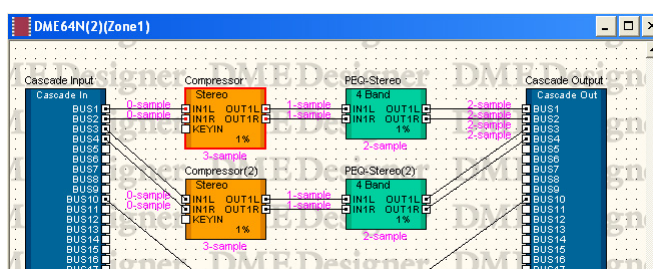 DME64N(2)(Zone1)
Cascade Input
Compressor
PEQ-Stereo
Cascade Output
Cascade In
Stereo
4 Band
Cascade Out
BUS1 0-sample IN1L OUT1L 1-sample IN1L OUT1L 2-sample BUS1
BUS2 0-sample IN1R OUT1R 1-sample IN1R OUT1R 2-sample BUS2
BUS3 KEYIN 2-sample BUS3
BUS4 1% 1% 2-sample BUS4
BUS5 2-sample BUS5
BUS6 3-sample BUS6
BUS7 Compressor(2) PEQ-Stereo(2) BUS7
BUS8 Stereo 4 Band BUS8
BUS9 BUS9
BUS10 0-sample IN1L OUT1L 1-sample IN1L OUT1L BUS10
BUS11 0-sample IN1R OUT1R 1-sample IN1R OUT1R BUS11
BUS12 KEYIN BUS12
BUS13 1% 1% BUS13
BUS14 2-sample BUS14
BUS15 3-sample BUS15
BUS16 BUS16
BUS17 BUS17
DME Designer